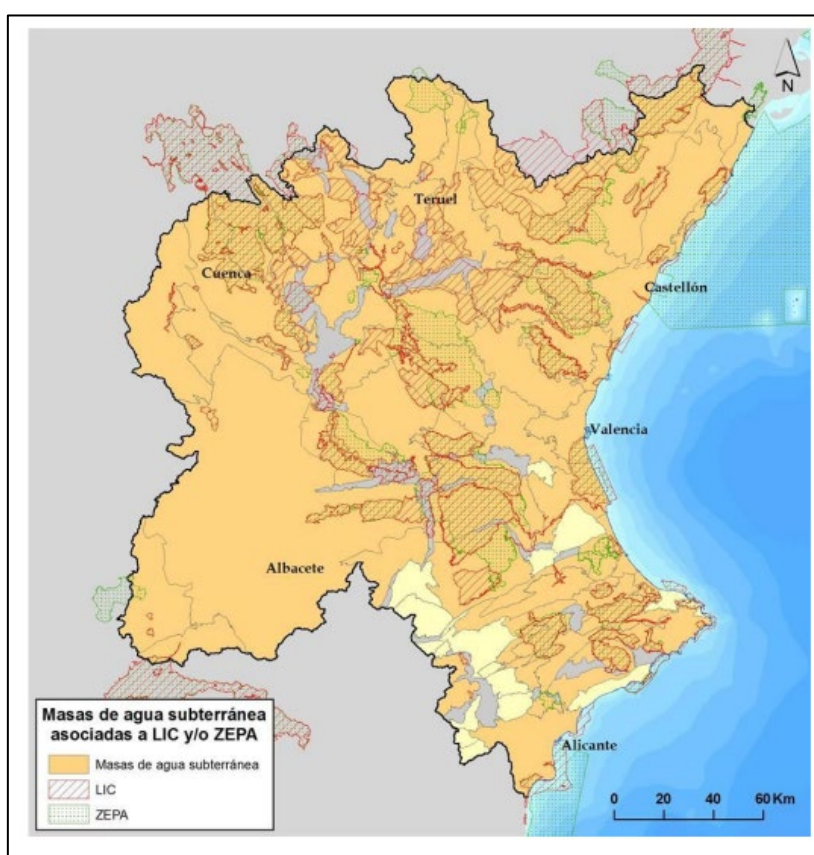 N
Teruel
Cuenca
Castellón
Valencia
Albacete
Alicante
Masas de agua subterránea
asociadas a LIC y/o ZEPA
Masas de agua subterránea
LIC
ZEPA
0 20 40 60 Km